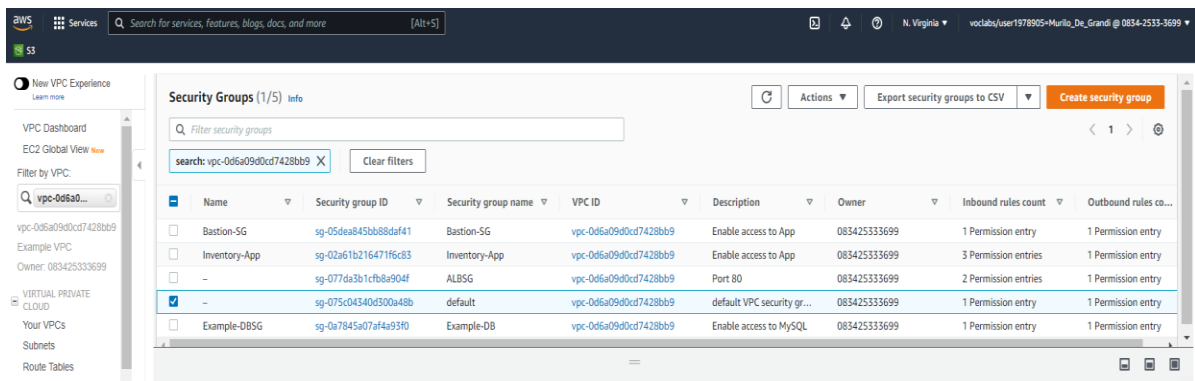 aws Services Search for services, features, blogs, docs, and more [Alt+S] N. Virginia ▼ voclabs/user1978905=Murilo_De_Grandi @ 0834-2533-3699 ▼
S3
New VPC Experience
Learn more
VPC Dashboard
EC2 Global View New
Filter by VPC:
vpc-0d6a0...
vpc-0d6a09d0cd7428bb9
Example VPC
Owner: 083425333699
VIRTUAL PRIVATE
CLOUD
Your VPCs
Subnets
Route Tables
Security Groups (1/5) Info
Actions ▼ Export security groups to CSV ▼ Create security group
Filter security groups
1
search: vpc-0d6a09d0cd7428bb9 X Clear filters
Name Security group ID Security group name VPC ID Description Owner Inbound rules count Outbound rules co...
Bastion-SG sg-05dea845bb88daf41 Bastion-SG vpc-0d6a09d0cd7428bb9 Enable access to App 083425333699 1 Permission entry 1 Permission entry
Inventory-App sg-02a61b216471f6c83 Inventory-App vpc-0d6a09d0cd7428bb9 Enable access to App 083425333699 3 Permission entries 1 Permission entry
– sg-077da3b1cfb8a904f ALBSG vpc-0d6a09d0cd7428bb9 Port 80 083425333699 2 Permission entries 1 Permission entry
– sg-075c04340d300a48b default vpc-0d6a09d0cd7428bb9 default VPC security gr... 083425333699 1 Permission entry 1 Permission entry
Example-DBSG sg-0a7845a07af4a93f0 Example-DB vpc-0d6a09d0cd7428bb9 Enable access to MySQL 083425333699 1 Permission entry 1 Permission entry